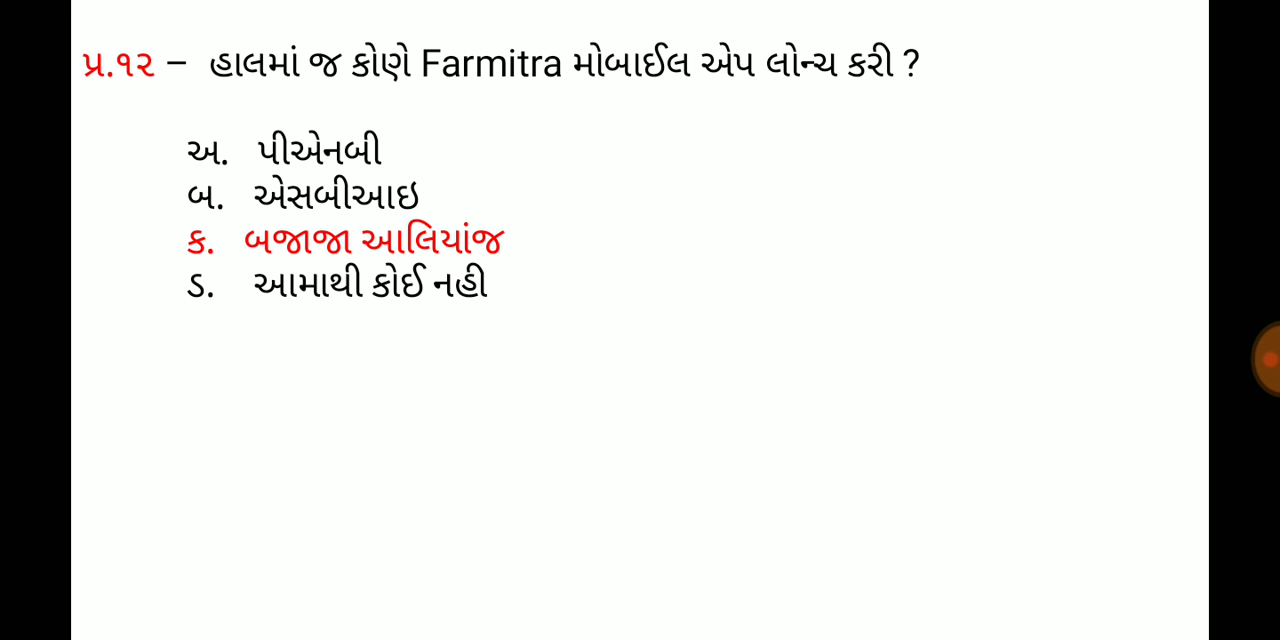 પ્ર.૧૨ – હાલમાં જ કોણે Farmitra મોબાઈલ એપ લોન્ચ કરી ?
અ. પીએનબી
બ. એસબીઆઇ
ક. બજાજા આલિયાંજ
ડ. આમાથી કોઈ નહી